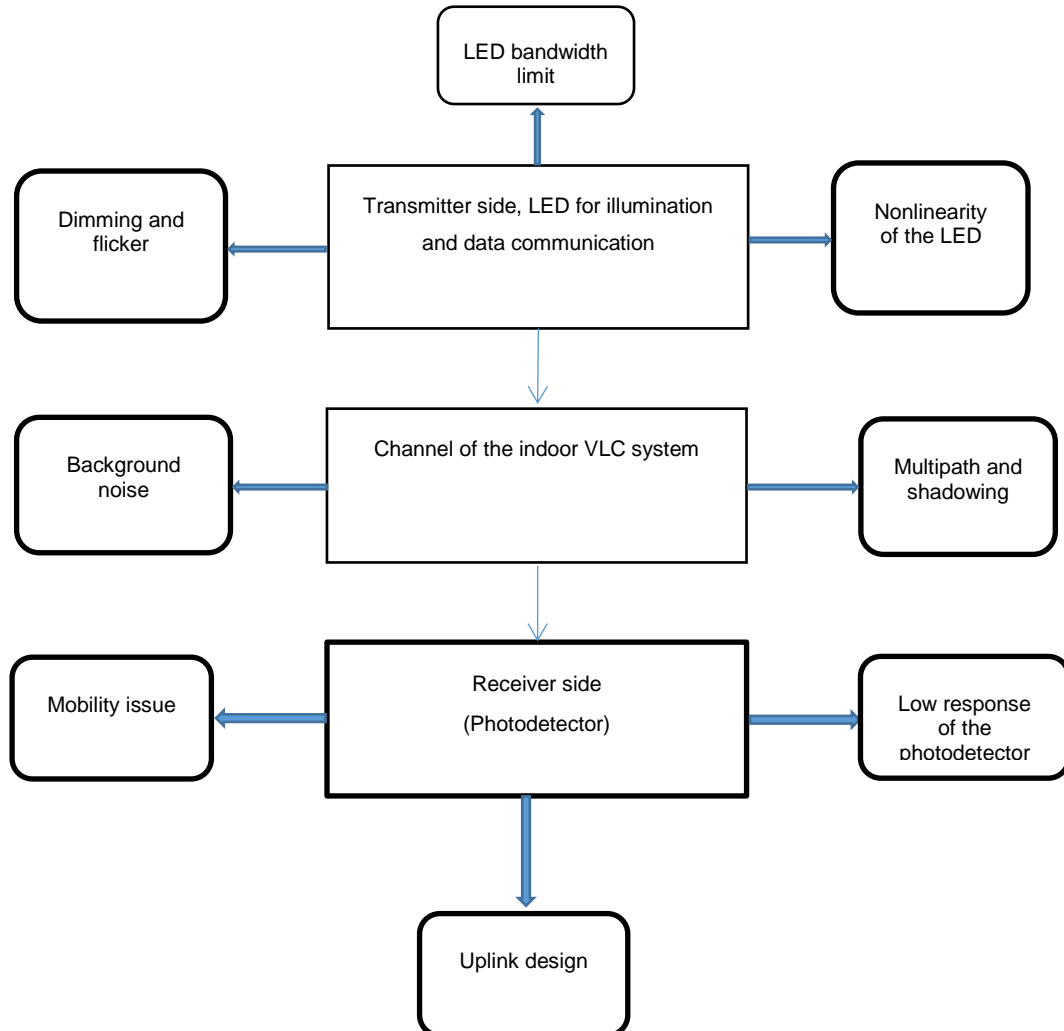 LED bandwidth
limit
Dimming and
flicker
Transmitter side, LED for illumination
and data communication
Nonlinearity
of the LED
Background
noise
Channel of the indoor VLC system
Multipath and
shadowing
Mobility issue
Receiver side
(Photodetector)
Low response
of the
photodetector
Uplink design